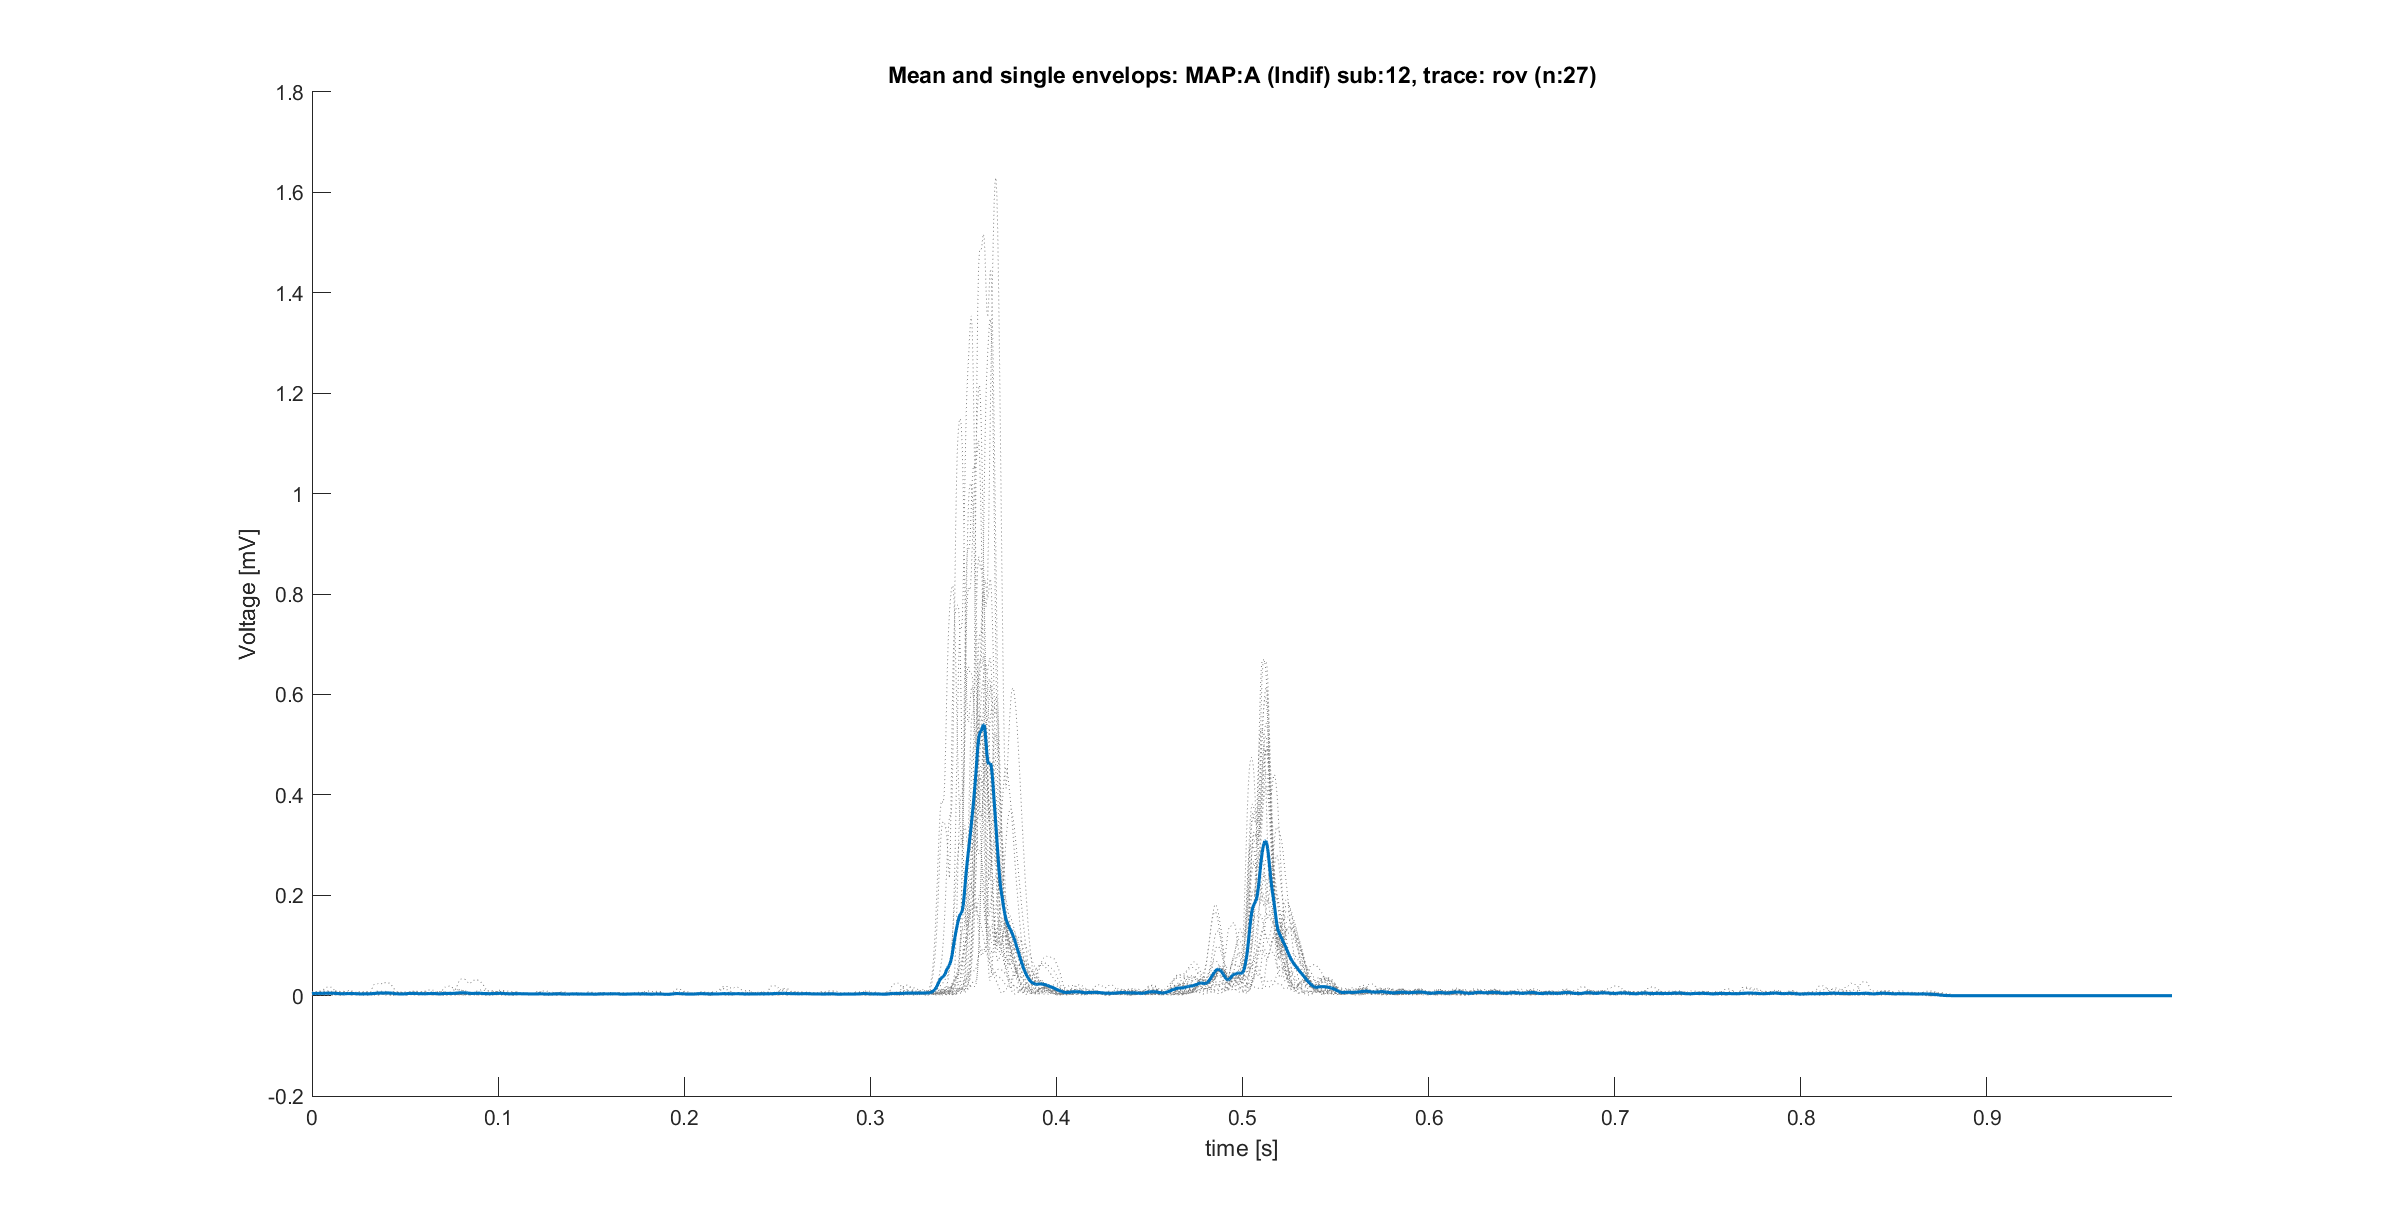 Mean and single envelops: MAP:A (Indif) sub:12, trace: rov (n:27)
1.8
1.6
1.4
1.2
1
0.8
0.6
0.4
0.2
0
-0.2
Voltage [mV]
0 0.1 0.2 0.3 0.4 0.5 0.6 0.7 0.8 0.9
time [s]